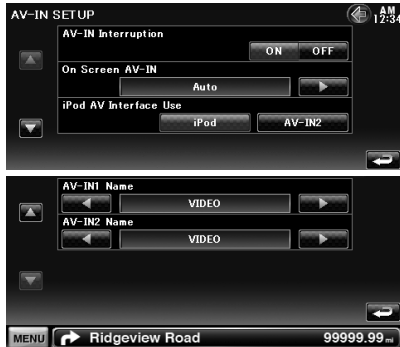 AV-IN SETUP
AM
12:34
AV-IN Interruption
ON OFF
On Screen AV-IN
Auto
iPod AV Interface Use
iPod AV-IN2
AV-IN1 Name
VIDEO
AV-IN2 Name
VIDEO
MENU Ridgeview Road 99999.99 mi